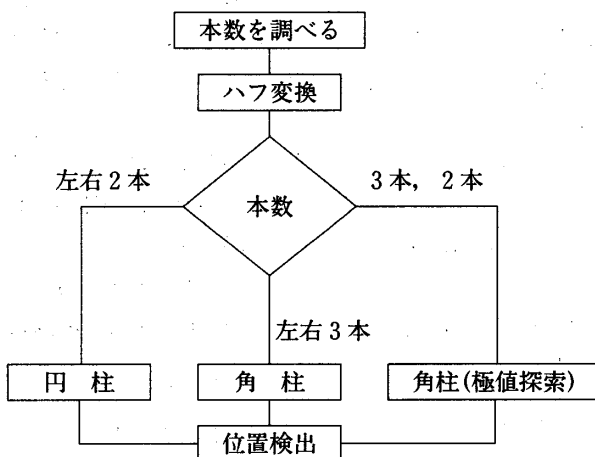 本数を調べる
ハフ変換
左右2本
3本, 2本
本数
左右3本
円 柱
角 柱
角柱(極値探索)
位置検出